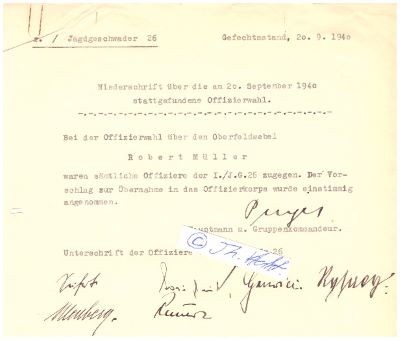 I. / Jagdgeschwader 26 Gefechtsstand, 20. 9. 1940
Niederschrift über die am 20. September 1940
stattgefundene Offizierwahl.
Bei der Offizierwahl über den Oberfeldwebel
Robert Müller
waren sämtliche Offiziere der I./J.G.26 zugegen. Der Vor-
schlag zur Übernahme in das Offizierkorps wurde einstimmig
angenommen.
Hauptmann u. Gruppenkommandeur.
Unterschrift der Offiziere 26
© Th.